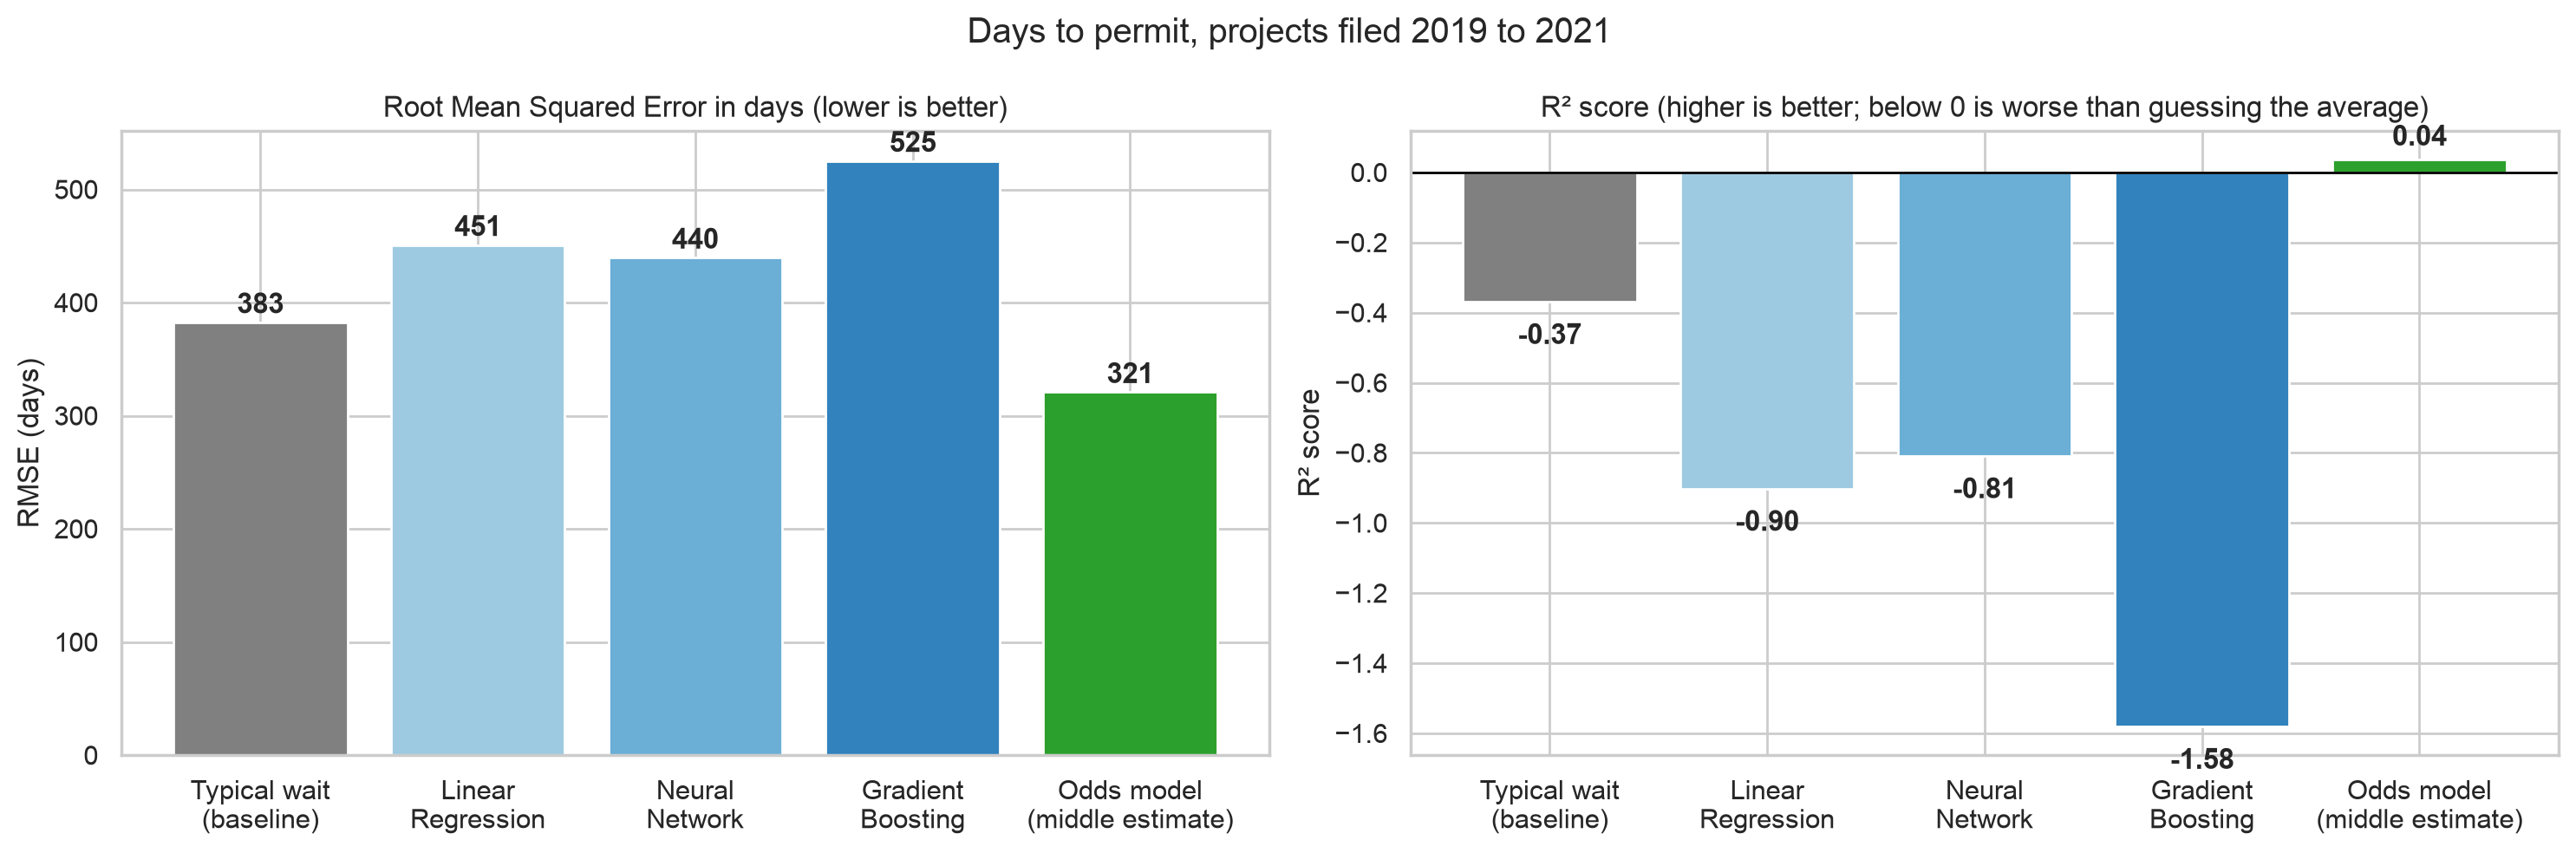 Days to permit, projects filed 2019 to 2021
Root Mean Squared Error in days (lower is better)
RMSE (days)
500
400
300
200
100
0
383
451
440
525
321
Typical wait
(baseline)
Linear
Regression
Neural
Network
Gradient
Boosting
Odds model
(middle estimate)
R² score (higher is better; below 0 is worse than guessing the average)
R² score
0.0
−0.2
−0.4
−0.6
−0.8
−1.0
−1.2
−1.4
−1.6
-0.37
-0.90
-0.81
-1.58
0.04
Typical wait
(baseline)
Linear
Regression
Neural
Network
Gradient
Boosting
Odds model
(middle estimate)